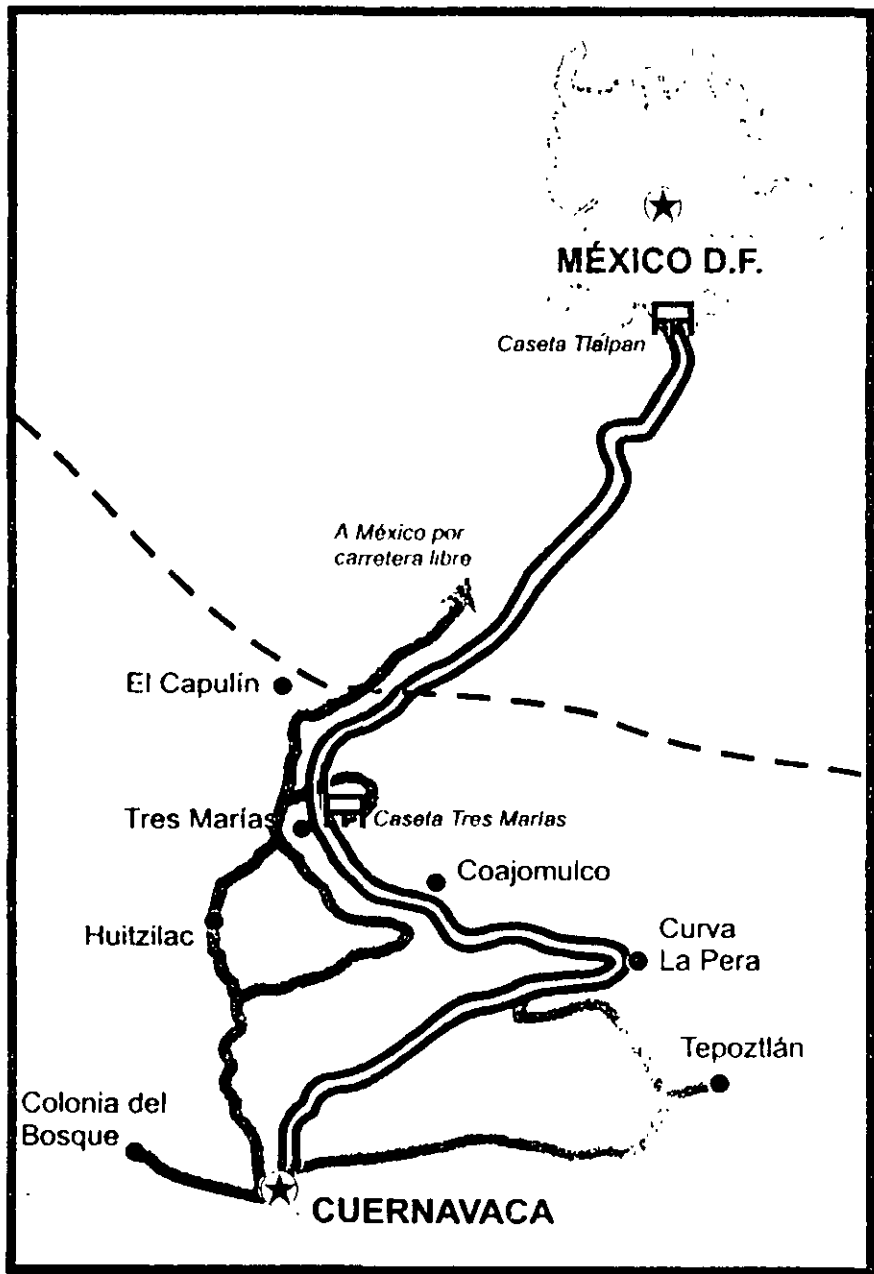 MÉXICO D.F.
Caseta Tlalpan
A México por
carretera libre
El Capulín
Tres Marías
Caseta Tres Marías
Coajomulco
Huitzilac
Curva
La Pera
Tepoztlán
Colonia del
Bosque
CUERNAVACA